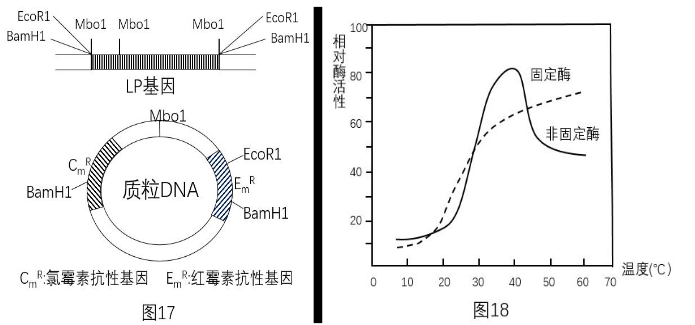 EcoR1
BamH1
Mbo1
Mbo1
Mbo1
EcoR1
BamH1
LP基因
Mbo1
CmR
BamH1
质粒DNA
EcoR1
EmR
BamH1
CmR:氯霉素抗性基因 EmR:红霉素抗性基因
图17
相对酶活性
100
80
60
40
20
固定酶
非固定酶
0 10 20 30 40 50 60 70
温度(℃)
图18